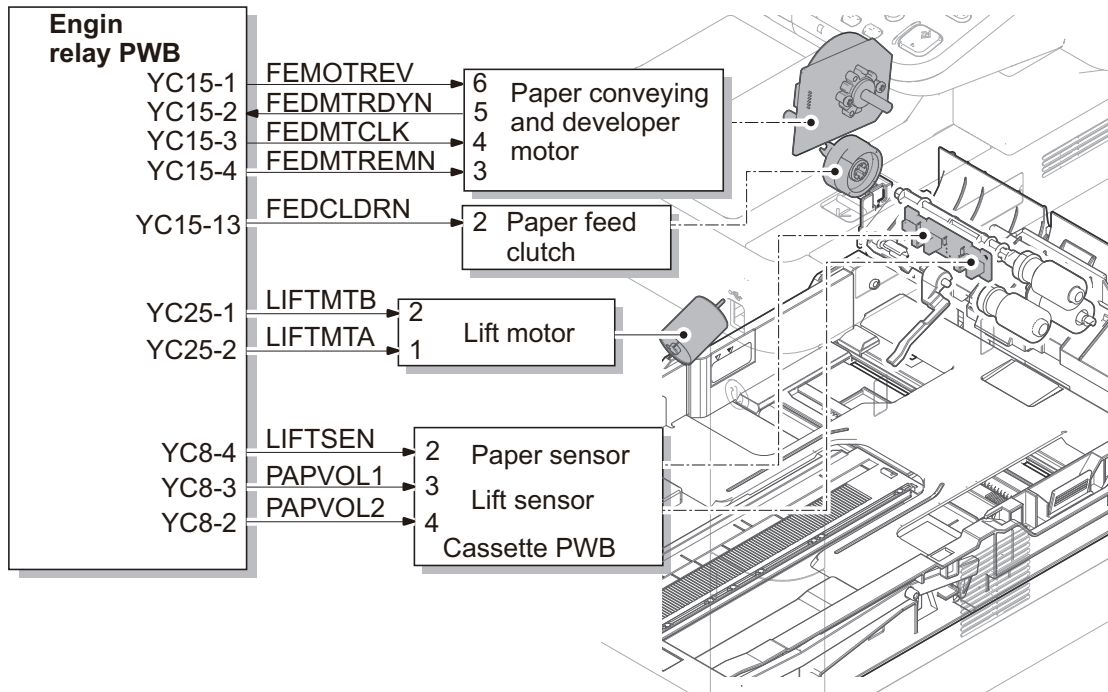 Engin
relay PWB
YC15-1 FEMOTREV 6
YC15-2 FEDMTRDYN 5
YC15-3 FEDMTCLK 4
YC15-4 FEDMTREMN 3
Paper conveying
and developer
motor
YC15-13 FEDCLDRN 2
Paper feed
clutch
YC25-1 LIFTMTB 2
YC25-2 LIFTMTA 1
Lift motor
YC8-4 LIFTSEN 2
YC8-3 PAPVOL1 3
YC8-2 PAPVOL2 4
Paper sensor
Lift sensor
Cassette PWB